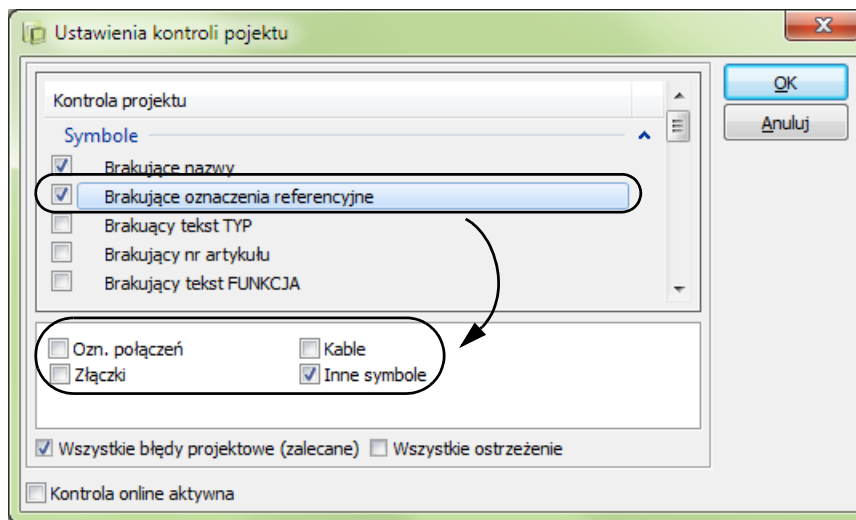 Ustawienia kontroli pojektu
OK
Anuluj
Kontrola projektu
Symbole
Brakujące nazwy
Brakujące oznaczenia referencyjne
Brakuący tekst TYP
Brakujący nr artykułu
Brakujący tekst FUNKCJA
Ozn. połączeń Kable
Złączki Inne symbole
Wszystkie błędy projektowe (zalecane) Wszystkie ostrzeżenie
Kontrola online aktywna